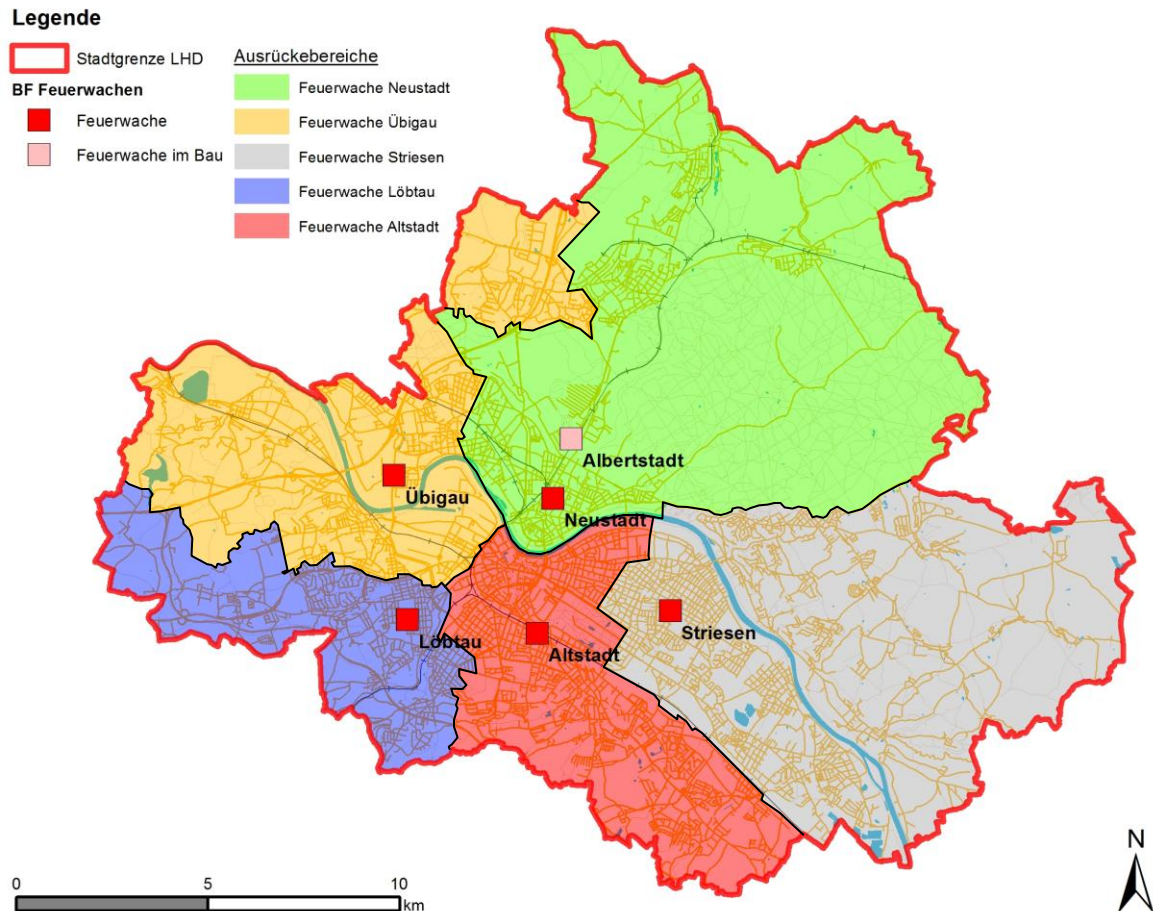 Legende
Stadtgrenze LHD
BF Feuerwachen
Feuerwache
Feuerwache im Bau
Ausrückebereiche
Feuerwache Neustadt
Feuerwache Übigau
Feuerwache Striesen
Feuerwache Löbtau
Feuerwache Altstadt
Albertstadt
Übigau
Neustadt
Striesen
Löbtau
Altstadt
N
0 5 10
km